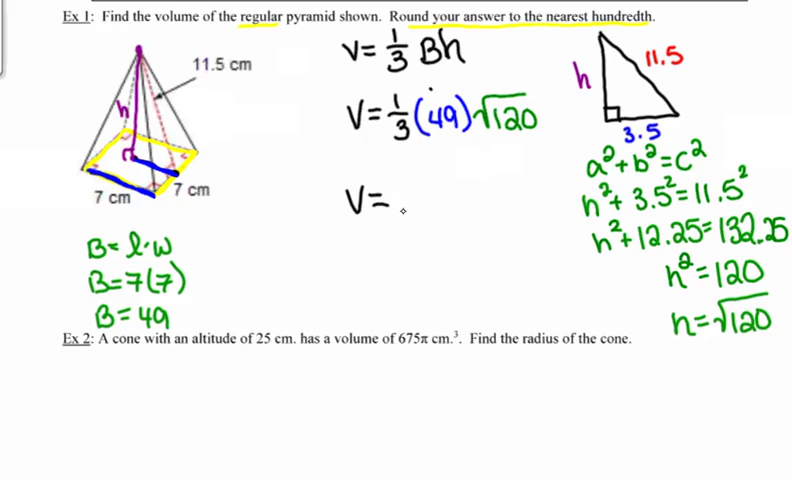 Ex 1: Find the volume of the regular pyramid shown. Round your answer to the nearest hundredth.
11.5 cm
h
7 cm
7 cm
B = l·w
B = 7(7)
B = 49
V = 1/3 Bh
V = 1/3 (49)√120
V =
h
11.5
3.5
a² + b² = c²
h² + 3.5² = 11.5²
h² + 12.25 = 132.25
h² = 120
h = √120
Ex 2: A cone with an altitude of 25 cm. has a volume of 675π cm.³. Find the radius of the cone.